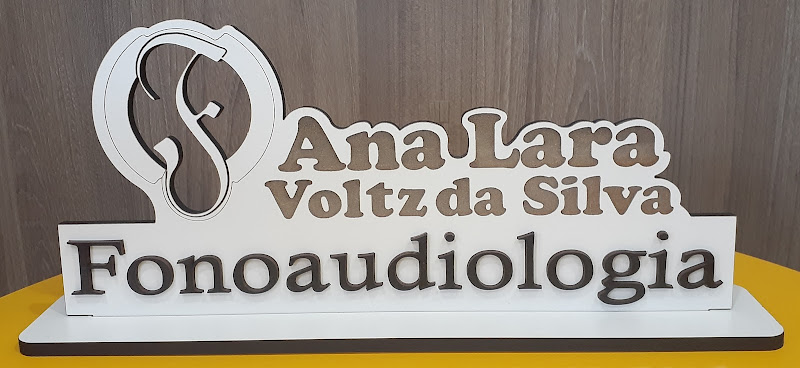 Ana Lara
Voltz da Silva
Fonoaudiologia